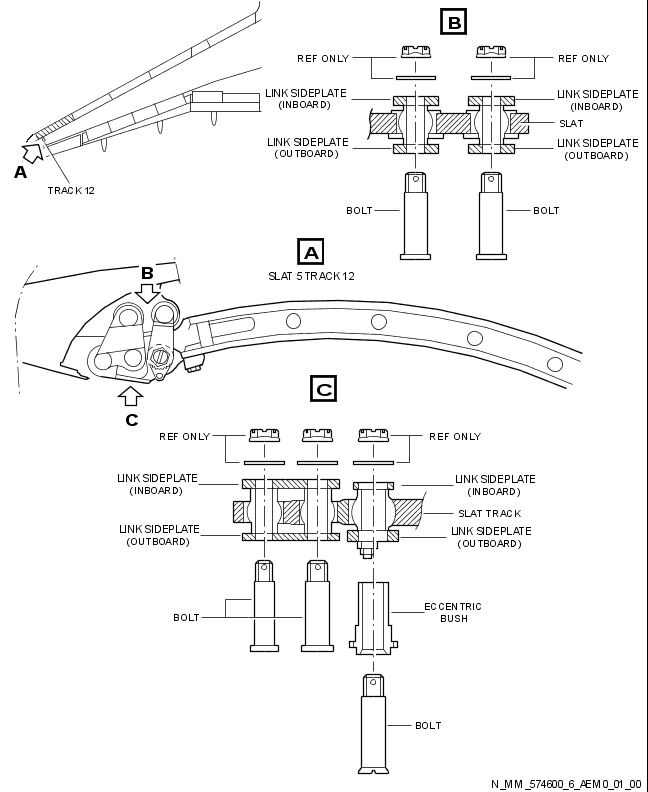 B
REF ONLY
REF ONLY
LINK SIDEPLATE
(INBOARD)
LINK SIDEPLATE
(INBOARD)
SLAT
LINK SIDEPLATE
(OUTBOARD)
LINK SIDEPLATE
(OUTBOARD)
A
TRACK 12
BOLT
BOLT
A
SLAT 5 TRACK 12
B
C
C
REF ONLY
REF ONLY
LINK SIDEPLATE
(INBOARD)
LINK SIDEPLATE
(INBOARD)
SLAT TRACK
LINK SIDEPLATE
(OUTBOARD)
LINK SIDEPLATE
(OUTBOARD)
BOLT
ECCENTRIC
BUSH
BOLT
N_MM_574600_6_AEM0_01_00